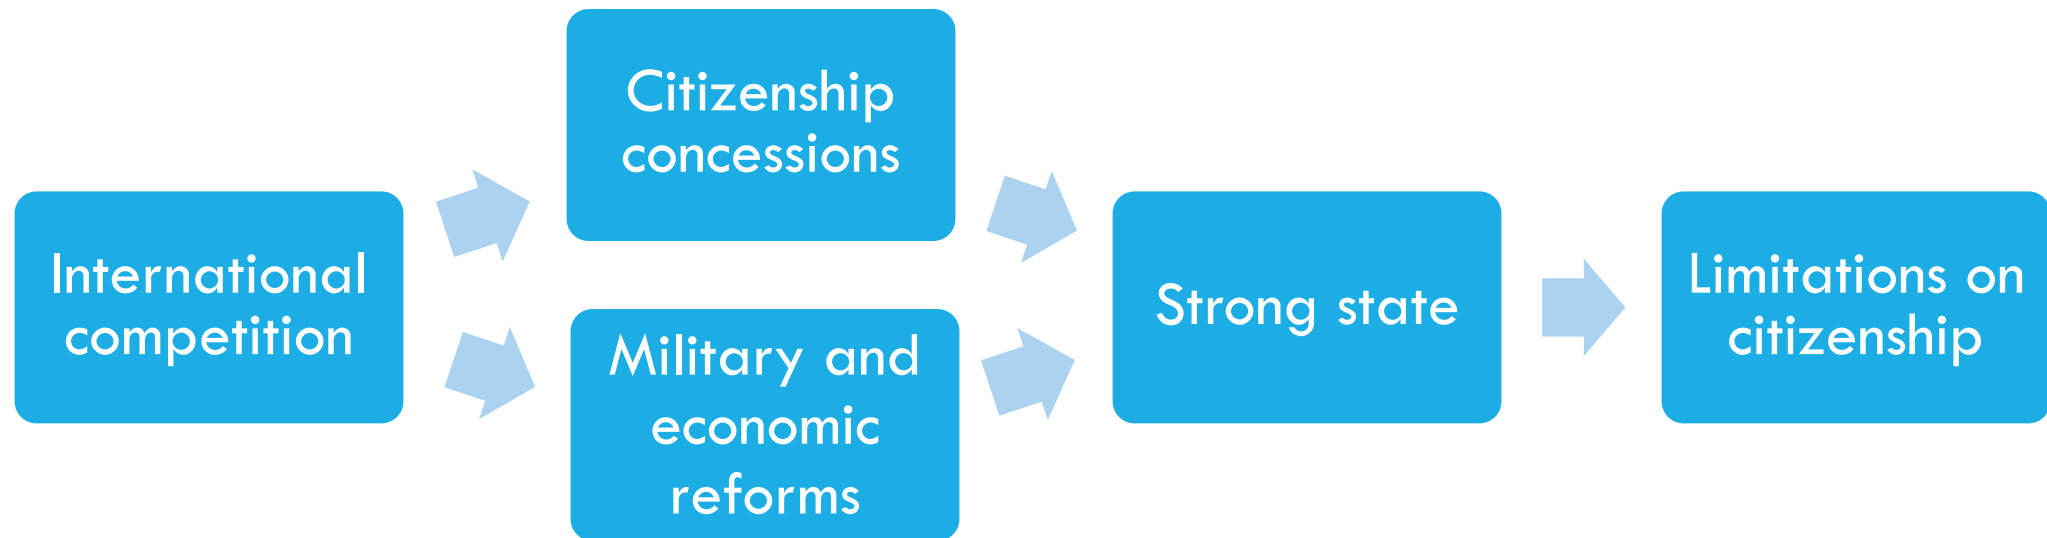 International
competition
Citizenship
concessions
Military and
economic
reforms
Strong state
Limitations on
citizenship